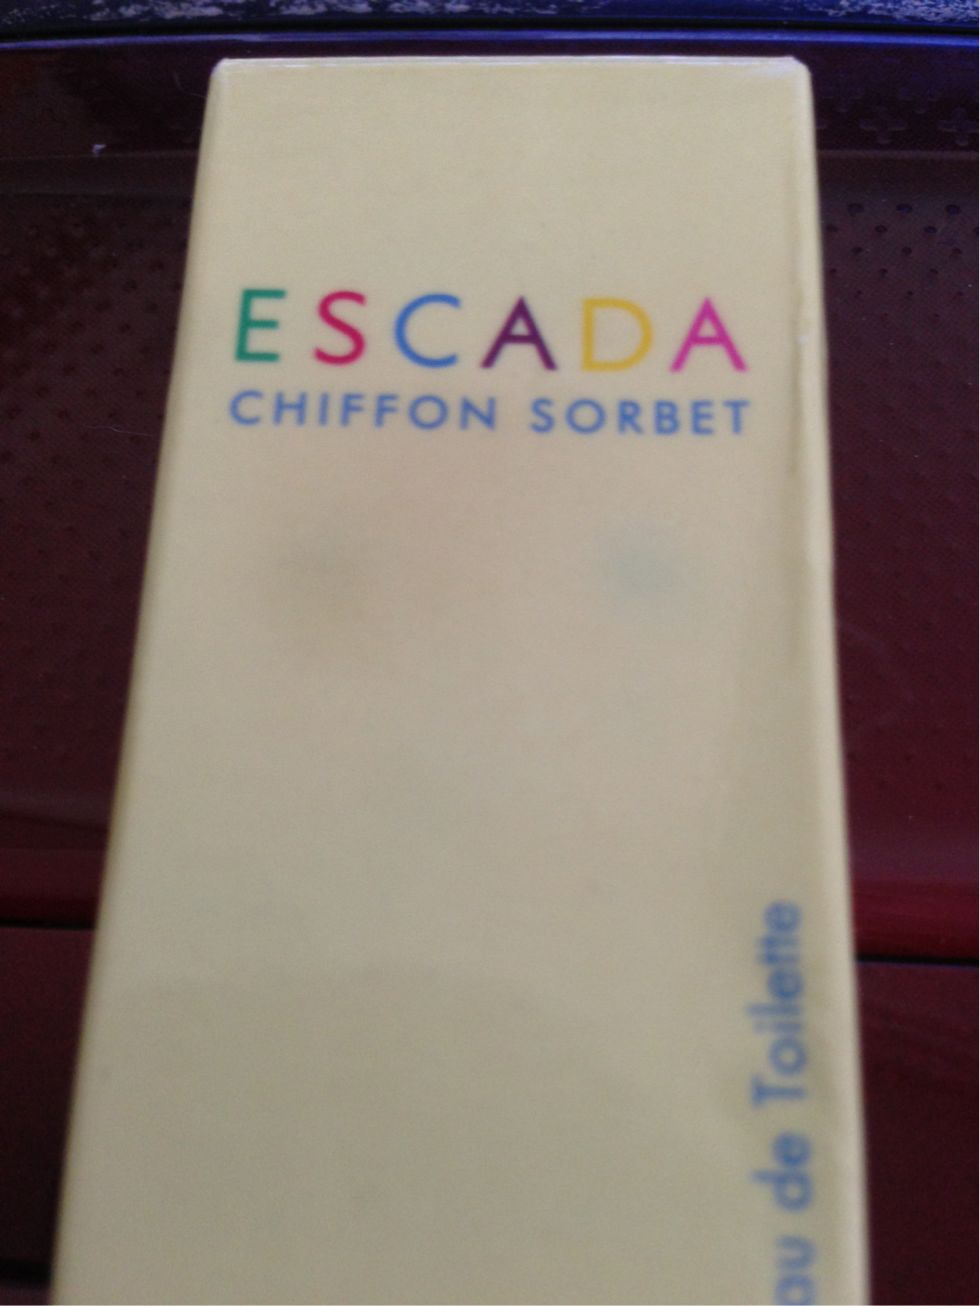 ESCADA
CHIFFON SORBET
au de Toilette